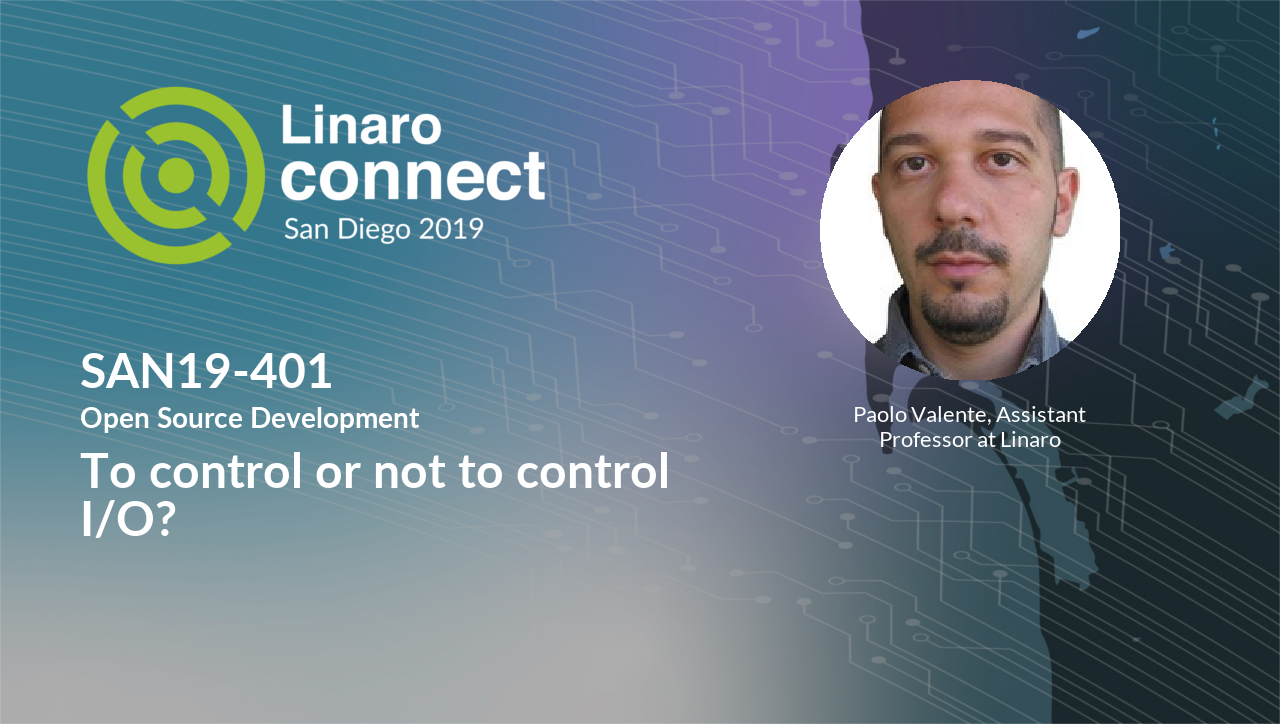 Linaro
connect
San Diego 2019
SAN19-401
Open Source Development
To control or not to control
I/O?
Paolo Valente, Assistant
Professor at Linaro